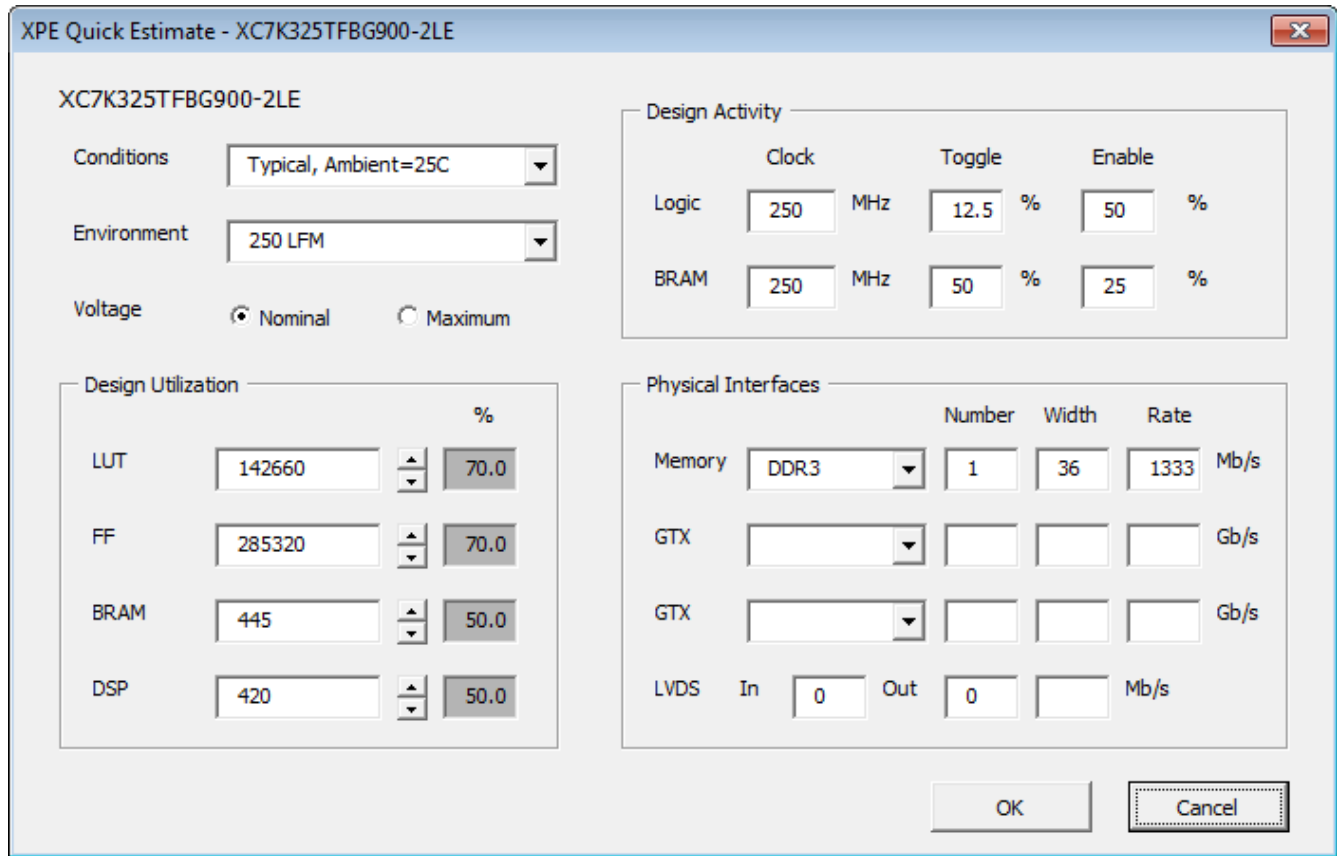 XPE Quick Estimate - XC7K325TFBG900-2LE
XC7K325TFBG900-2LE
Conditions Typical, Ambient=25C
Environment 250 LFM
Voltage Nominal Maximum
Design Activity
Clock Toggle Enable
Logic 250 MHz 12.5 % 50 %
BRAM 250 MHz 50 % 25 %
Design Utilization
%
LUT 142660 70.0
FF 285320 70.0
BRAM 445 50.0
DSP 420 50.0
Physical Interfaces
Number Width Rate
Memory DDR3 1 36 1333 Mb/s
GTX Gb/s
GTX Gb/s
LVDS In 0 Out 0 Mb/s
OK Cancel